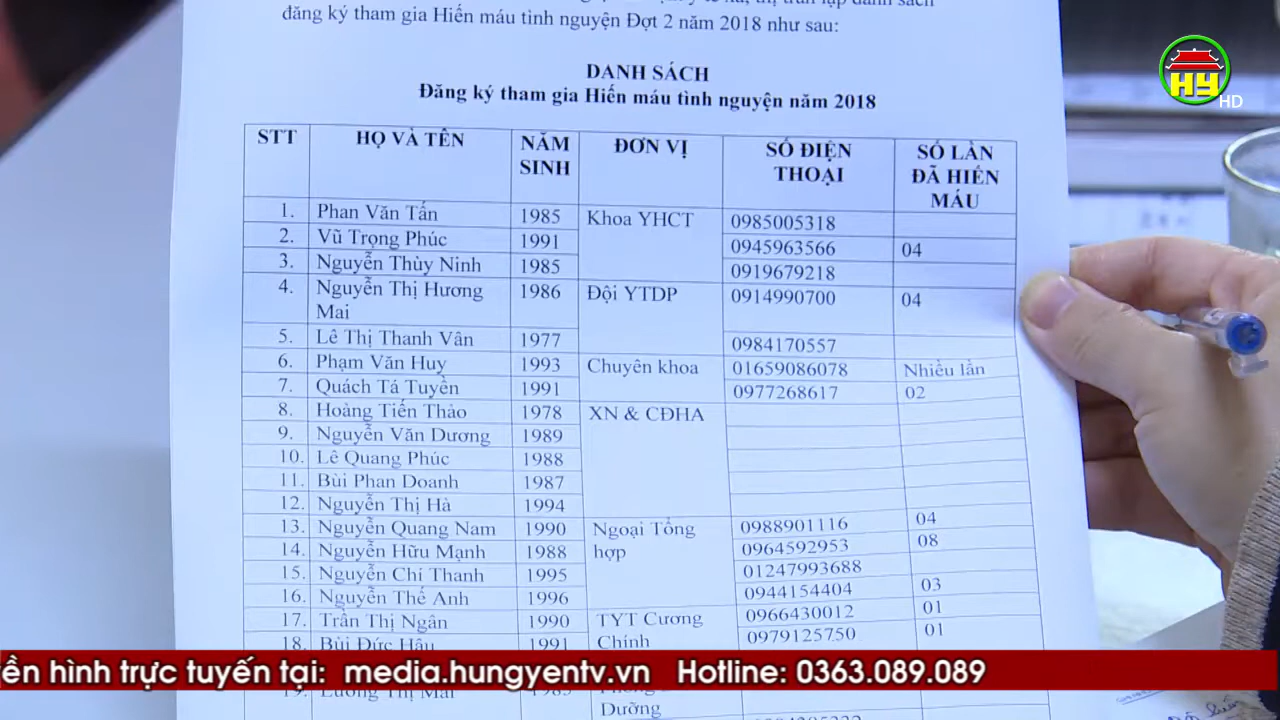 đăng ký tham gia Hiến máu tình nguyện Đợt 2 năm 2018 như sau:
HY
HD
DANH SÁCH
Đăng ký tham gia Hiến máu tình nguyện năm 2018
STT HỌ VÀ TÊN NĂM SINH ĐƠN VỊ SỐ ĐIỆN THOẠI SỐ LẦN ĐÃ HIẾN MÁU
1. Phan Văn Tấn 1985 Khoa YHCT 0985005318
2. Vũ Trọng Phúc 1991 0945963566 04
3. Nguyễn Thùy Ninh 1985 0919679218
4. Nguyễn Thị Hương Mai 1986 Đội YTDP 0914990700 04
5. Lê Thị Thanh Vân 1977 0984170557
6. Phạm Văn Huy 1993 Chuyên khoa 01659086078 Nhiều lần
7. Quách Tá Tuyền 1991 0977268617 02
8. Hoàng Tiến Thảo 1978 XN & CĐHA
9. Nguyễn Văn Dương 1989
10. Lê Quang Phúc 1988
11. Bùi Phan Doanh 1987
12. Nguyễn Thị Hà 1994
13. Nguyễn Quang Nam 1990 Ngoại Tổng hợp 0988901116 04
14. Nguyễn Hữu Mạnh 1988 0964592953 08
15. Nguyễn Chí Thanh 1995 01247993688
16. Nguyễn Thế Anh 1996 0944154404 03
17. Trần Thị Ngân 1990 TYT Cương Chính 0966430012 01
18. Bùi Đức Hậu 1991 0979125750 01
ền hình trực tuyến tại: media.hungyentv.vn Hotline: 0363.089.089
Dưỡng